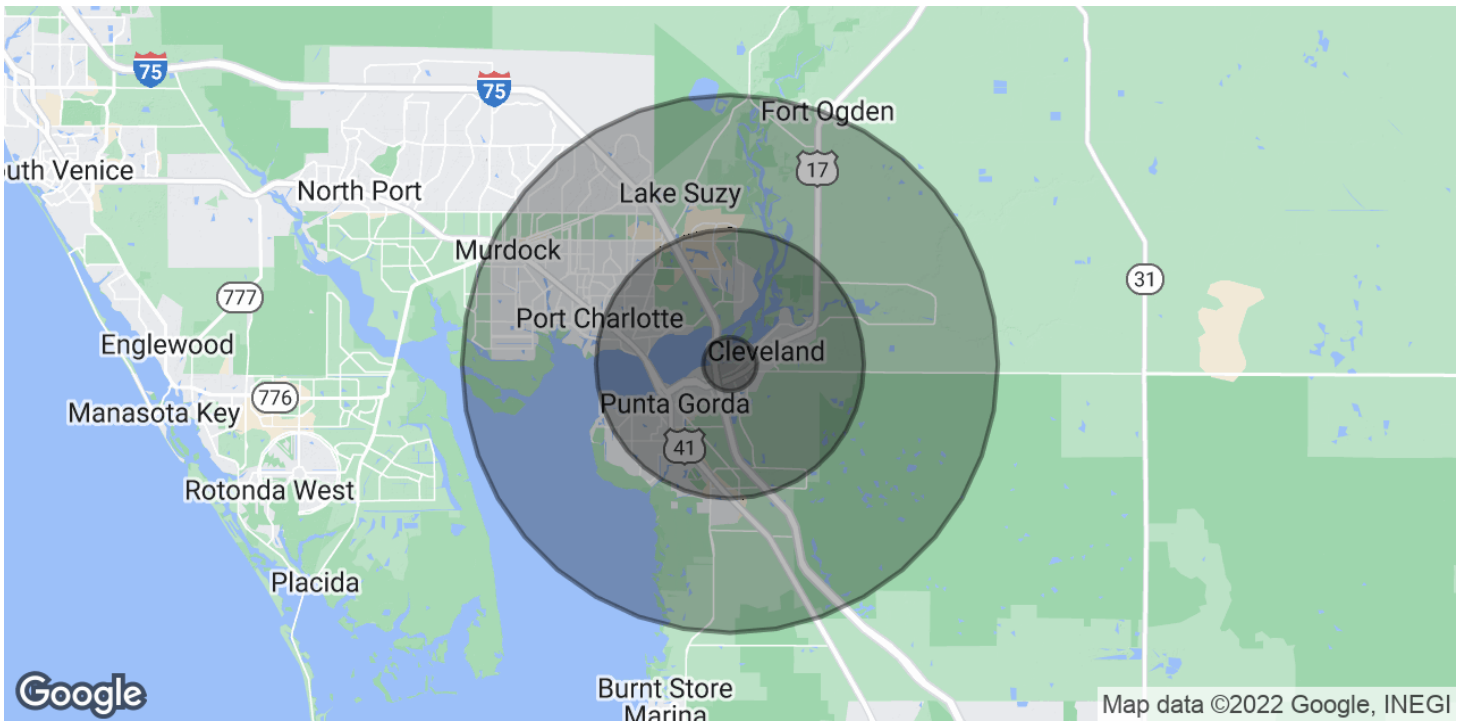 75
75
Fort Ogden
17
outh Venice
North Port
Lake Suzy
Murdock
31
777
Port Charlotte
Englewood
Cleveland
776
Manasota Key
Punta Gorda
41
Rotonda West
Placida
Burnt Store
Marina
Google
Map data ©2022 Google, INEGI